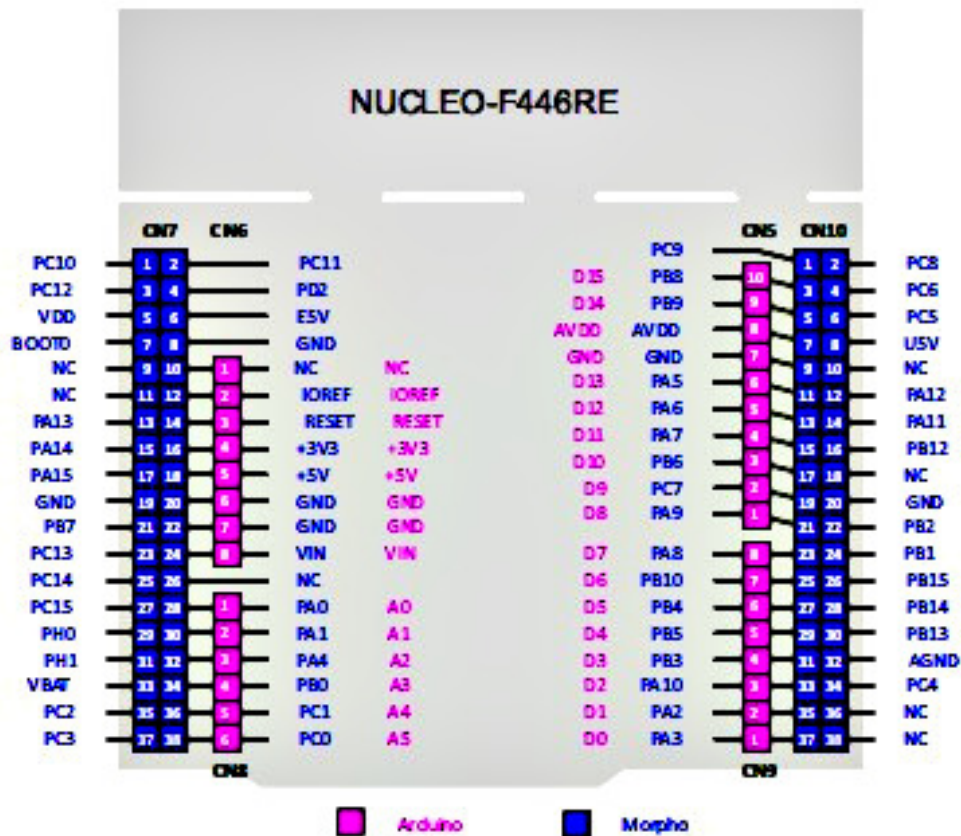 NUCLEO-F446RE
CN7 CN6 CN5 CN10
PC9
PC10 1 2 PC11 D15 PB8 10 1 2 PC8
PC12 3 4 PD2 D14 PB9 9 3 4 PC6
VDD 5 6 E5V AVDD AVDD 8 5 6 PC5
BOOT0 7 8 GND GND GND 7 7 8 U5V
NC 9 10 1 NC NC D13 PA5 6 9 10 NC
NC 11 12 2 IOREF IOREF D12 PA6 5 11 12 PA12
PA13 13 14 3 RESET RESET D11 PA7 4 13 14 PA11
PA14 15 16 4 +3V3 +3V3 D10 PB6 3 15 16 PB12
PA15 17 18 5 +5V +5V D9 PC7 2 17 18 NC
GND 19 20 6 GND GND D8 PA9 1 19 20 GND
PB7 21 22 7 GND GND 21 22 PB2
PC13 23 24 8 VIN VIN D7 PA8 8 23 24 PB1
PC14 25 26 NC D6 PB10 7 25 26 PB15
PC15 27 28 1 PA0 A0 D5 PB4 6 27 28 PB14
PH0 29 30 2 PA1 A1 D4 PB5 5 29 30 PB13
PH1 31 32 3 PA4 A2 D3 PB3 4 31 32 AGND
VBAT 33 34 4 PB0 A3 D2 PA10 3 33 34 PC4
PC2 35 36 5 PC1 A4 D1 PA2 2 35 36 NC
PC3 37 38 6 PC0 A5 D0 PA3 1 37 38 NC
CN8 CN9
Arduino Morpho